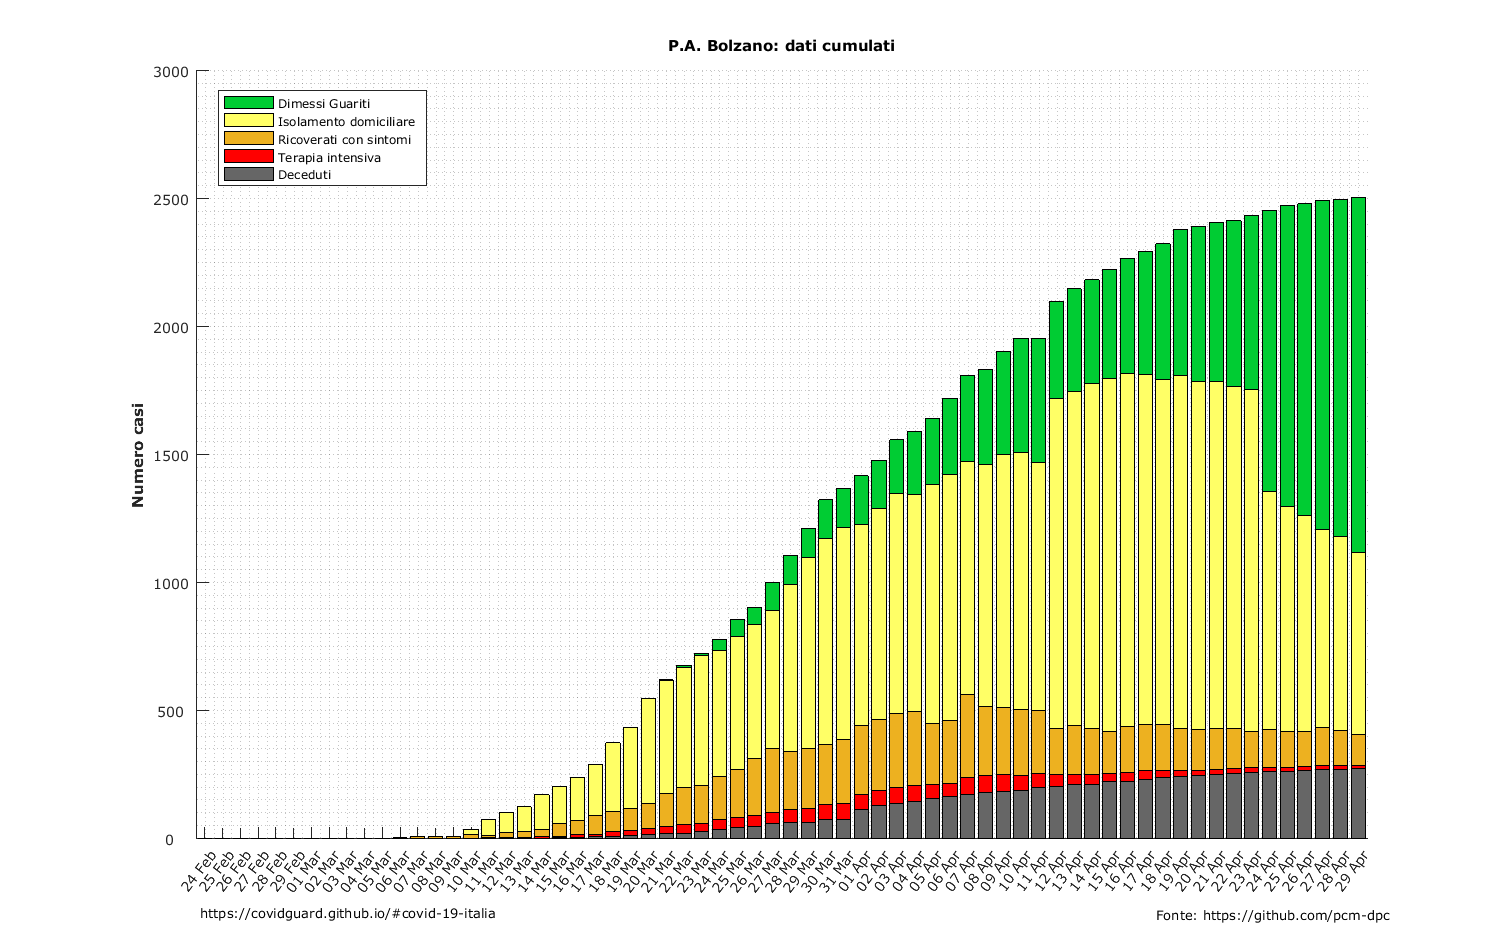 P.A. Bolzano: dati cumulati
3000
2500
2000
1500
1000
500
0
Numero casi
Dimessi Guariti
Isolamento domiciliare
Ricoverati con sintomi
Terapia intensiva
Deceduti
24 Feb
25 Feb
26 Feb
27 Feb
28 Feb
29 Feb
01 Mar
02 Mar
03 Mar
04 Mar
05 Mar
06 Mar
07 Mar
08 Mar
09 Mar
10 Mar
11 Mar
12 Mar
13 Mar
14 Mar
15 Mar
16 Mar
17 Mar
18 Mar
19 Mar
20 Mar
21 Mar
22 Mar
23 Mar
24 Mar
25 Mar
26 Mar
27 Mar
28 Mar
29 Mar
30 Mar
31 Mar
01 Apr
02 Apr
03 Apr
04 Apr
05 Apr
06 Apr
07 Apr
08 Apr
09 Apr
10 Apr
11 Apr
12 Apr
13 Apr
14 Apr
15 Apr
16 Apr
17 Apr
18 Apr
19 Apr
20 Apr
21 Apr
22 Apr
23 Apr
24 Apr
25 Apr
26 Apr
27 Apr
28 Apr
29 Apr
https://covidguard.github.io/#covid-19-italia
Fonte: https://github.com/pcm-dpc